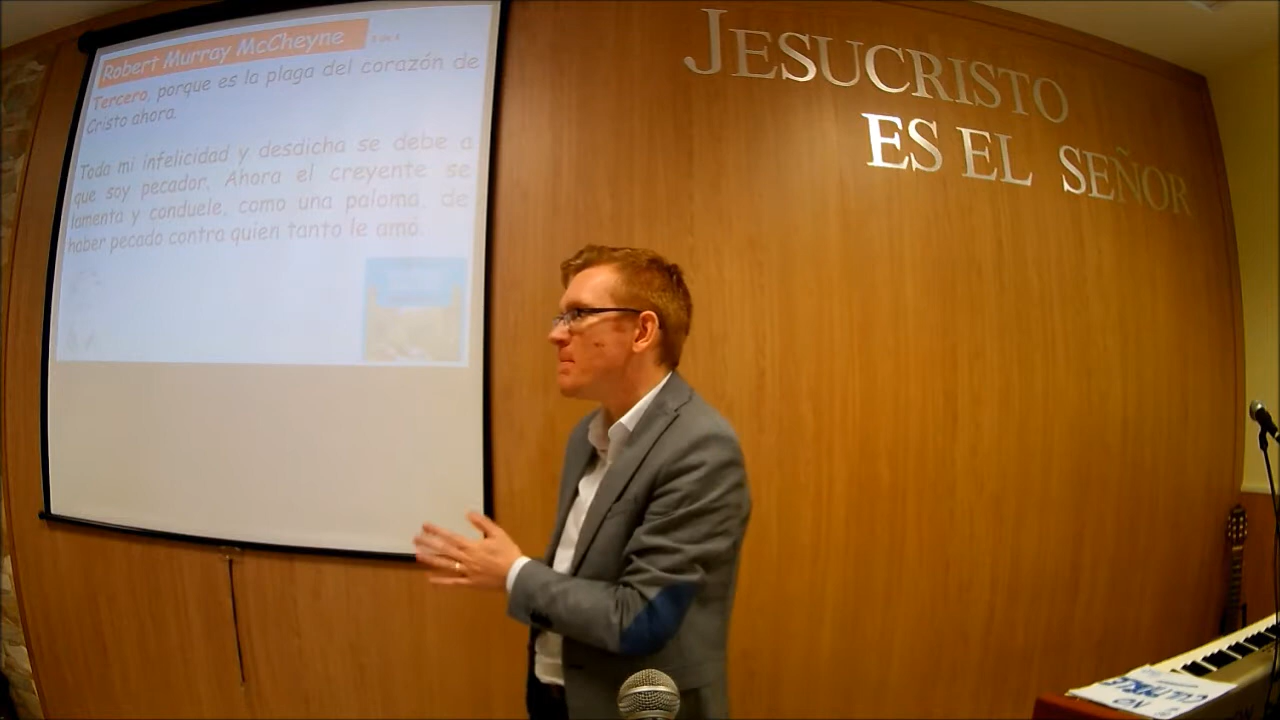 Robert Murray McCheyne
Tercero, porque es la plaga del corazón de
Cristo ahora.
Toda mi infelicidad y desdicha se debe a
que soy pecador. Ahora el creyente se
lamenta y conduele, como una paloma, de
haber pecado contra quien tanto le amó.
JESUCRISTO
ES EL SEÑOR
NO